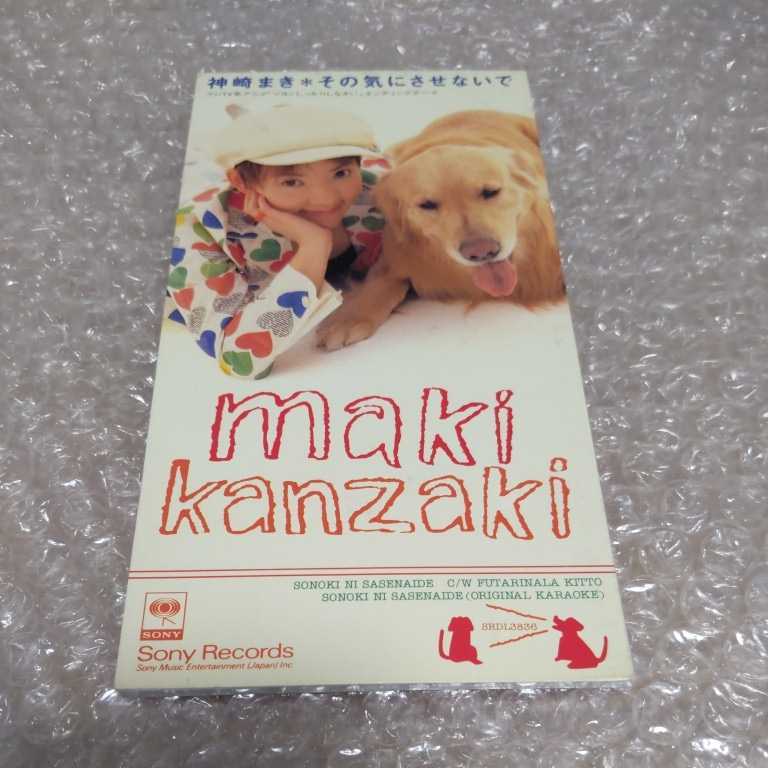 神崎まき*その気にさせないで
maki
kanzaki
SONOKI NI SASENAIDE C/W FUTARINALA KITTO
SONOKI NI SASENAIDE (ORIGINAL KARAOKE)
SRDL3836
SONY
Sony Records
Sony Music Entertainment (Japan) Inc